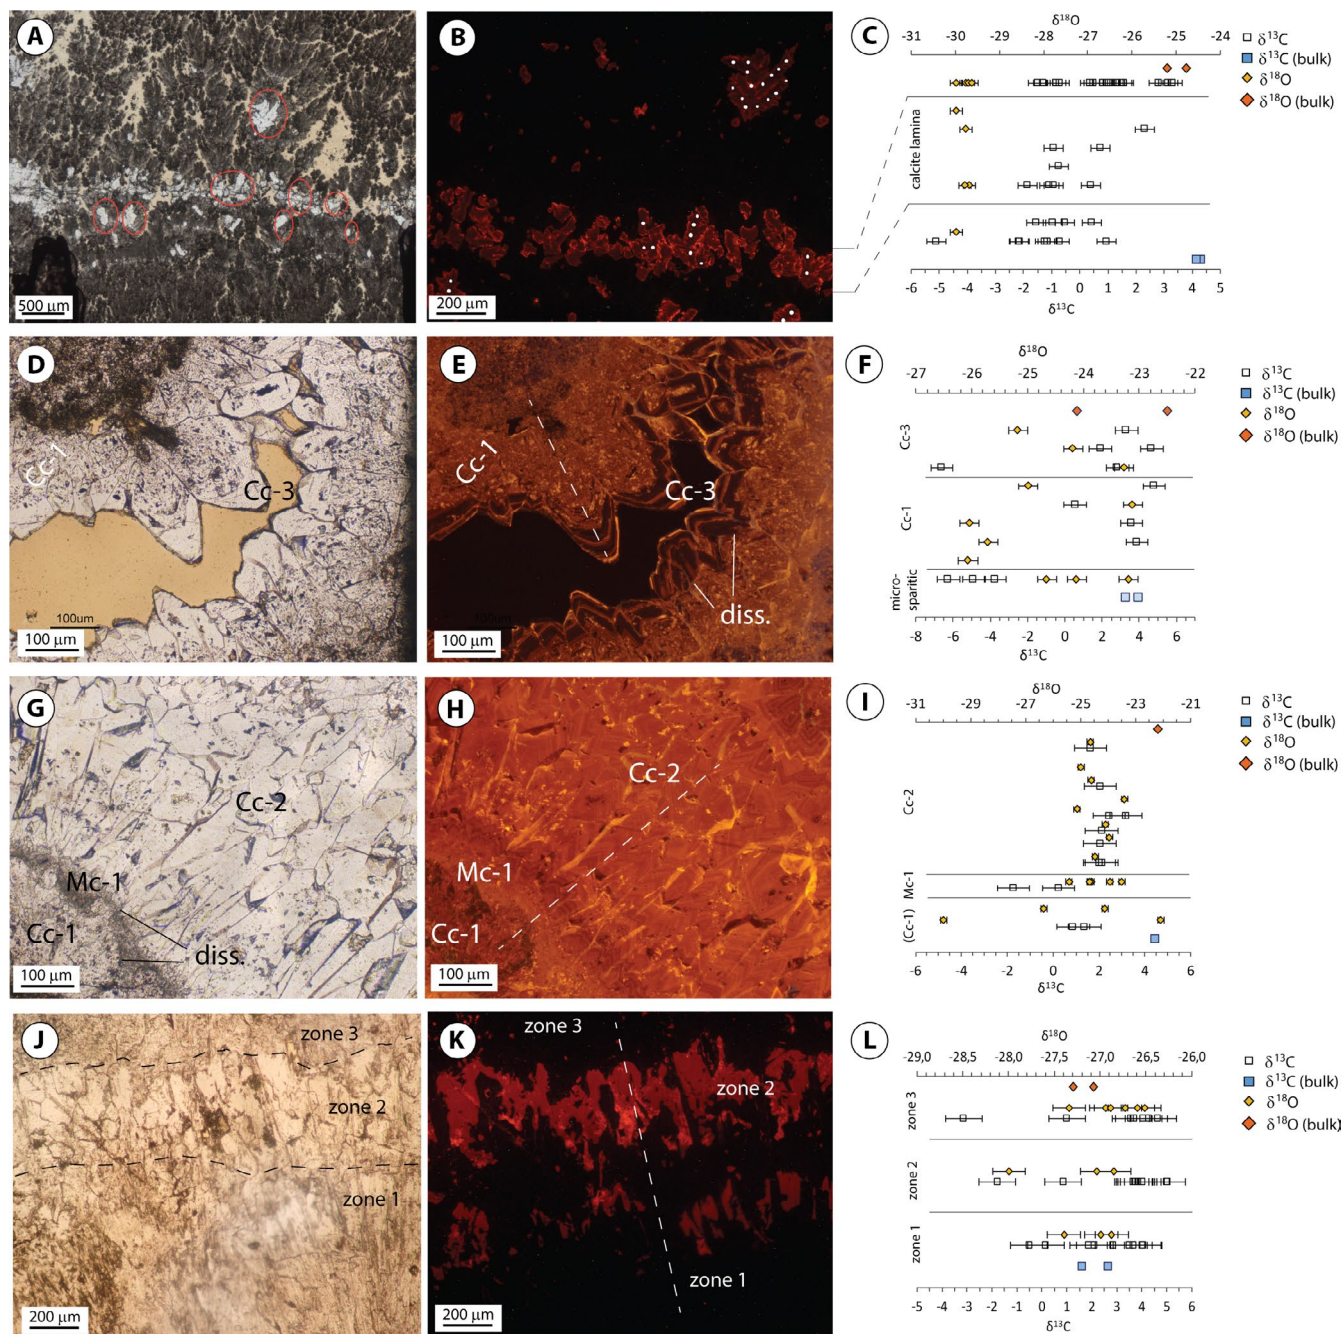 A
500 µm
B
200 µm
C
δ¹⁸O
-31 -30 -29 -28 -27 -26 -25 -24
calcite lamina
-6 -5 -4 -3 -2 -1 0 1 2 3 4 5
δ¹³C
δ¹³C
δ¹³C (bulk)
δ¹⁸O
δ¹⁸O (bulk)
D
Cc-1
Cc-3
100um
100 µm
E
Cc-1
Cc-3
diss.
100um
100 µm
F
δ¹⁸O
-27 -26 -25 -24 -23 -22
Cc-3
Cc-1
micro-
sparitic
-8 -6 -4 -2 0 2 4 6
δ¹³C
δ¹³C
δ¹³C (bulk)
δ¹⁸O
δ¹⁸O (bulk)
G
Cc-2
Mc-1
Cc-1
diss.
100 µm
H
Cc-2
Mc-1
Cc-1
100 µm
I
δ¹⁸O
-31 -29 -27 -25 -23 -21
Cc-2
Mc-1
(Cc-1)
-6 -4 -2 0 2 4 6
δ¹³C
δ¹³C
δ¹³C (bulk)
δ¹⁸O
δ¹⁸O (bulk)
J
zone 3
zone 2
zone 1
200 µm
K
zone 3
zone 2
zone 1
200 µm
L
δ¹⁸O
-29,0 -28,5 -28,0 -27,5 -27,0 -26,5 -26,0
zone 3
zone 2
zone 1
-5 -4 -3 -2 -1 0 1 2 3 4 5 6
δ¹³C
δ¹³C
δ¹³C (bulk)
δ¹⁸O
δ¹⁸O (bulk)